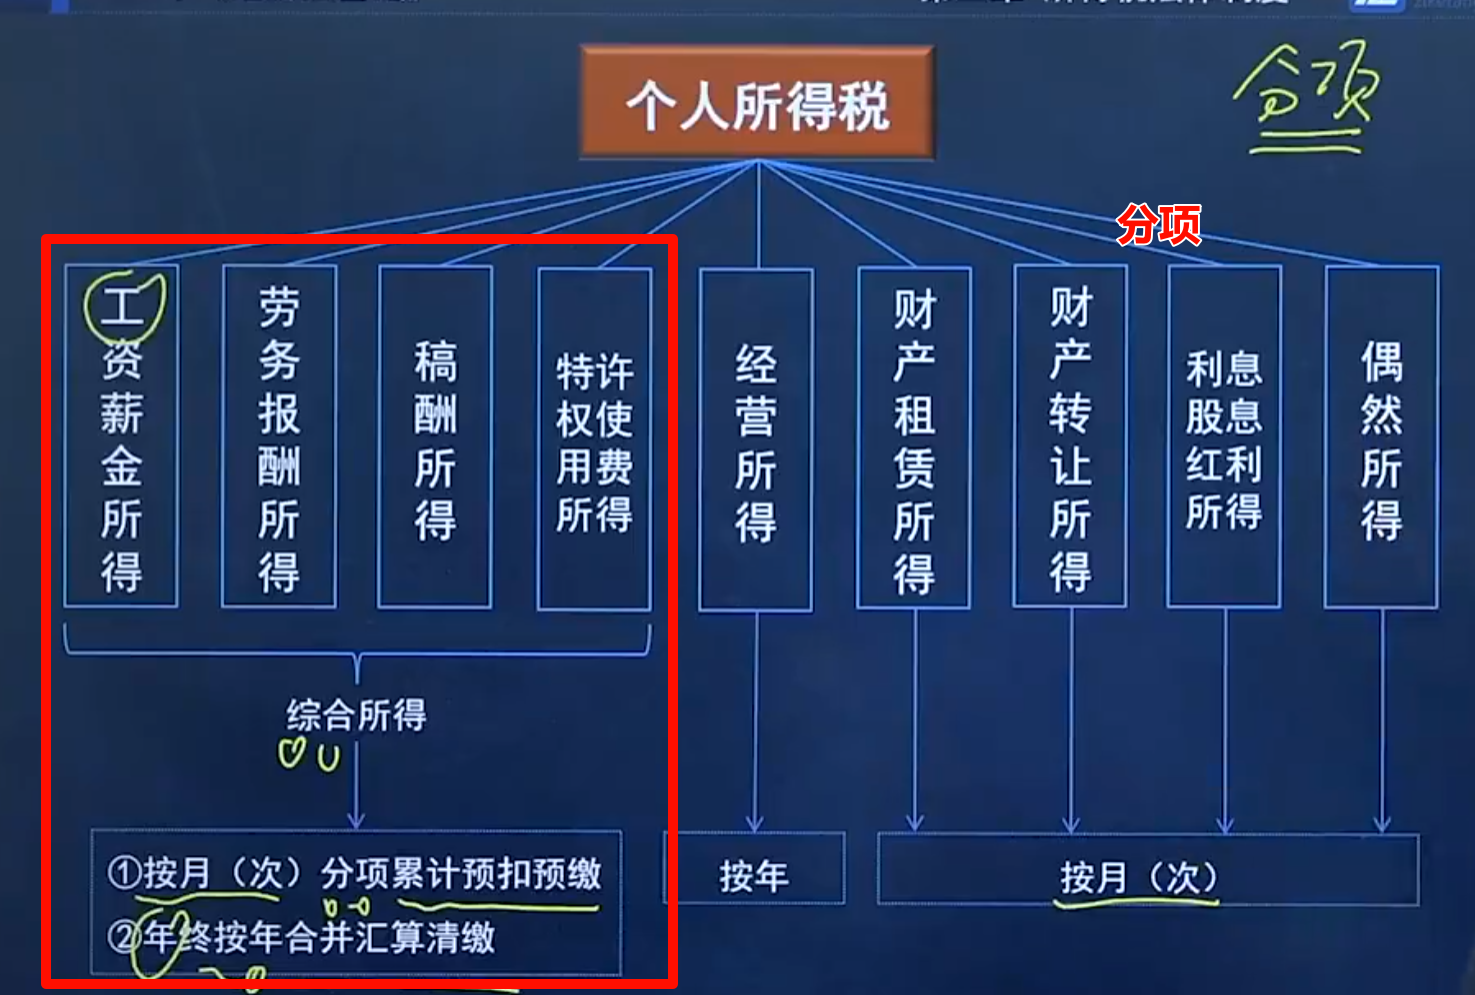 个人所得税
分项
分项
工资薪金所得
劳务报酬所得
稿酬所得
特许权使用费所得
经营所得
财产租赁所得
财产转让所得
利息股息红利所得
偶然所得
综合所得
①按月（次）分项累计预扣预缴
②年终按年合并汇算清缴
按年
按月（次）